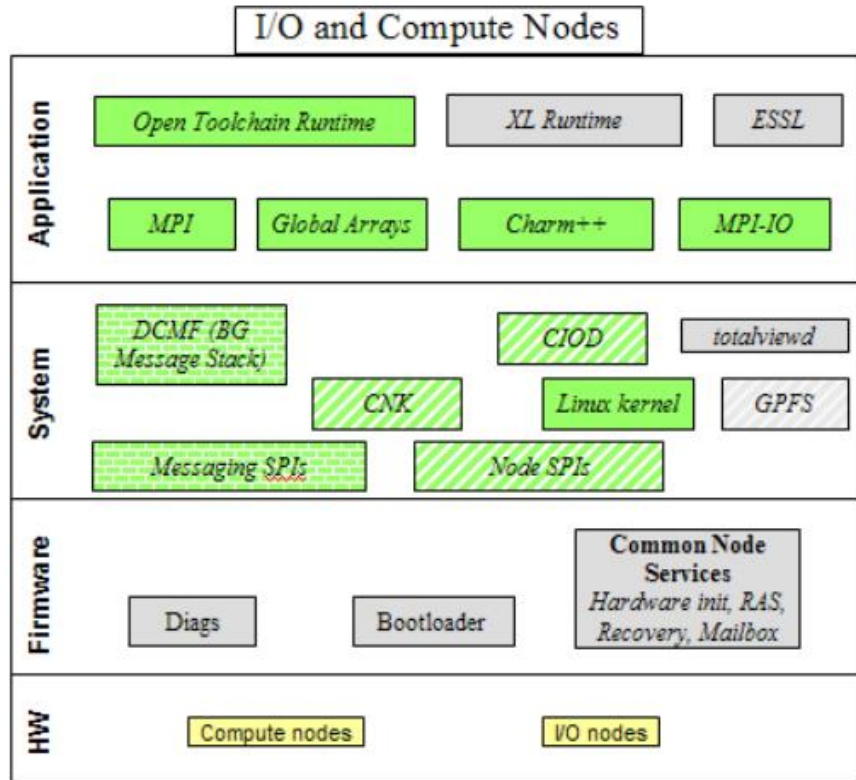 I/O and Compute Nodes
Application
Open Toolchain Runtime
XL Runtime
ESSL
MPI
Global Arrays
Charm++
MPI-IO
System
DCMF (BG
Message Stack)
CIOD
totalviewd
CNK
Linux kernel
GPFS
Messaging SPIs
Node SPIs
Firmware
Common Node
Services
Hardware init, RAS,
Recovery, Mailbox
Diags
Bootloader
HW
Compute nodes
I/O nodes